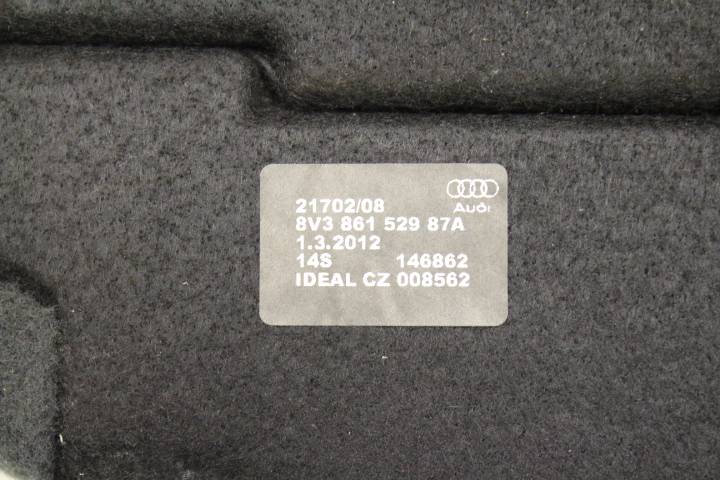 21702/08
Audi
8V3 861 529 87A
1.3.2012
14S 146862
IDEAL CZ 008562